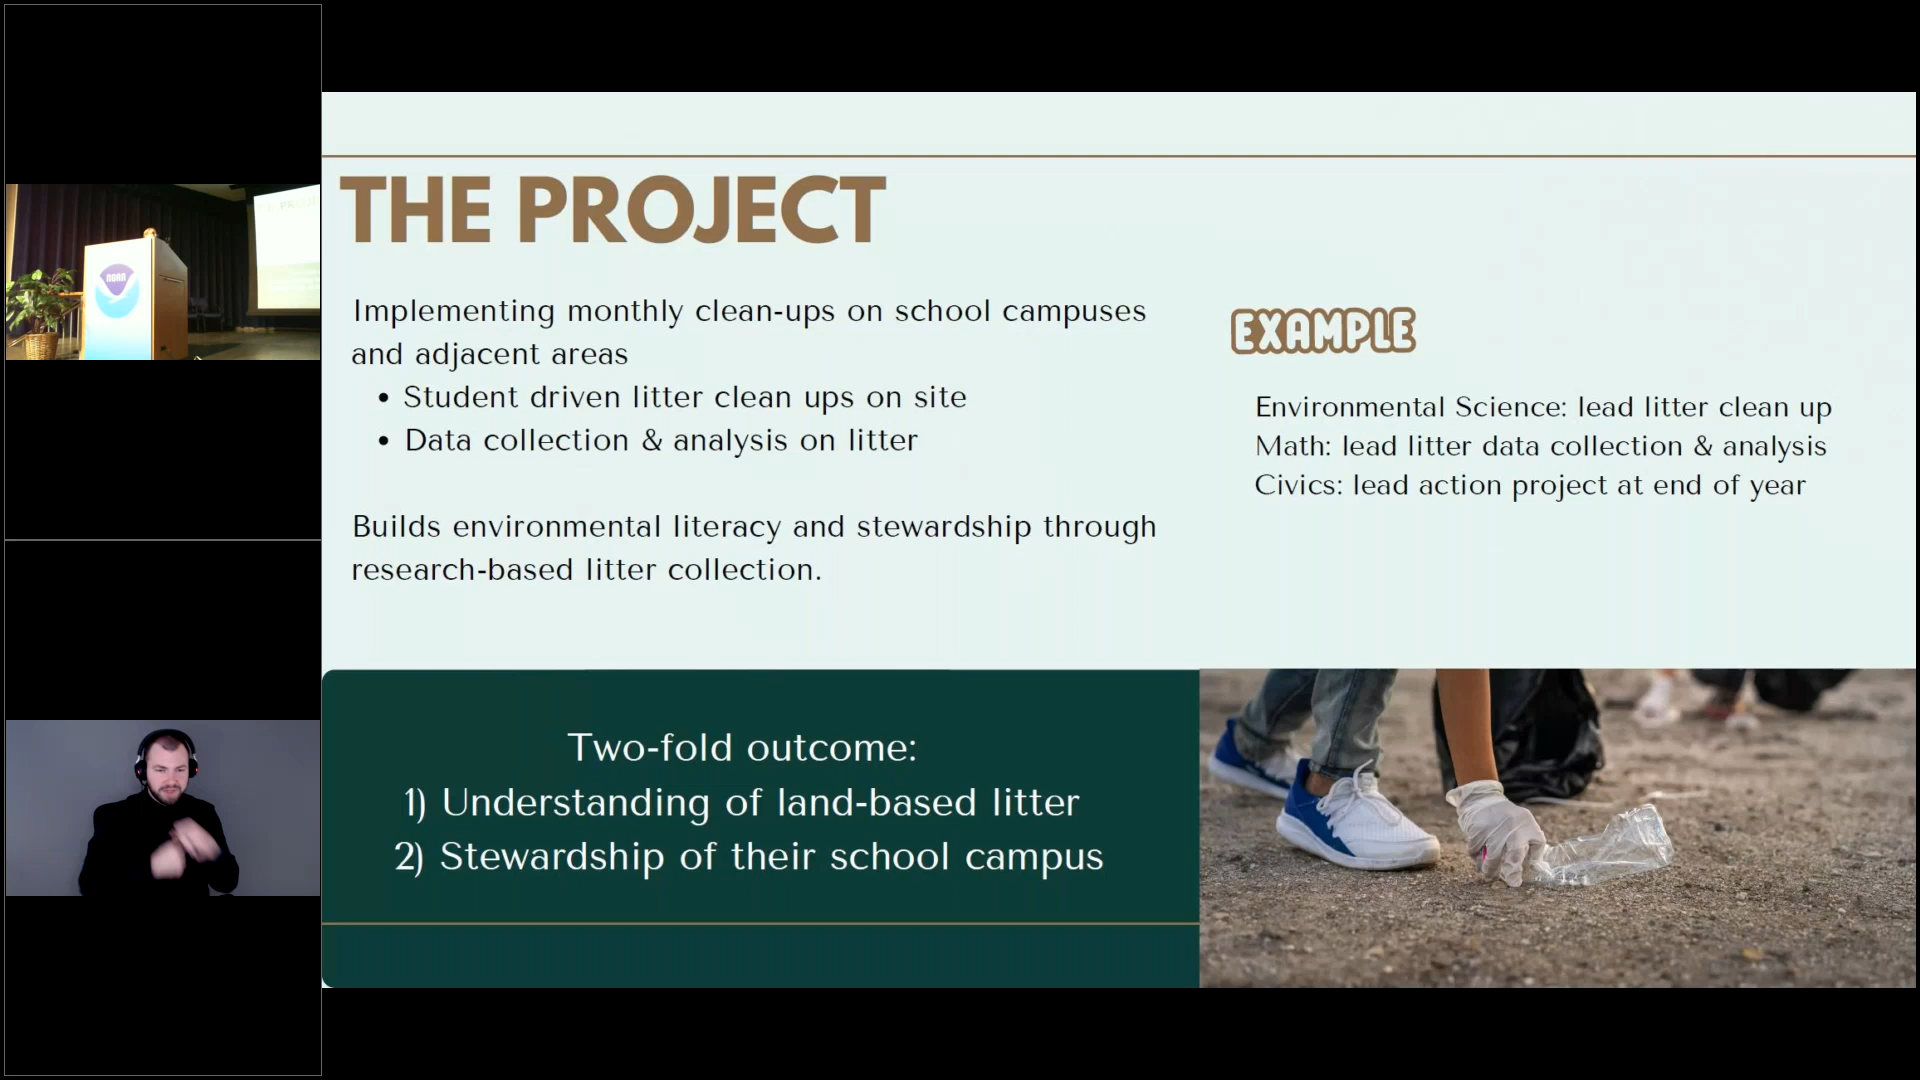 NOAA
THE PROJECT
Implementing monthly clean-ups on school campuses
and adjacent areas
• Student driven litter clean ups on site
• Data collection & analysis on litter
Builds environmental literacy and stewardship through
research-based litter collection.
EXAMPLE
Environmental Science: lead litter clean up
Math: lead litter data collection & analysis
Civics: lead action project at end of year
Two-fold outcome:
1) Understanding of land-based litter
2) Stewardship of their school campus